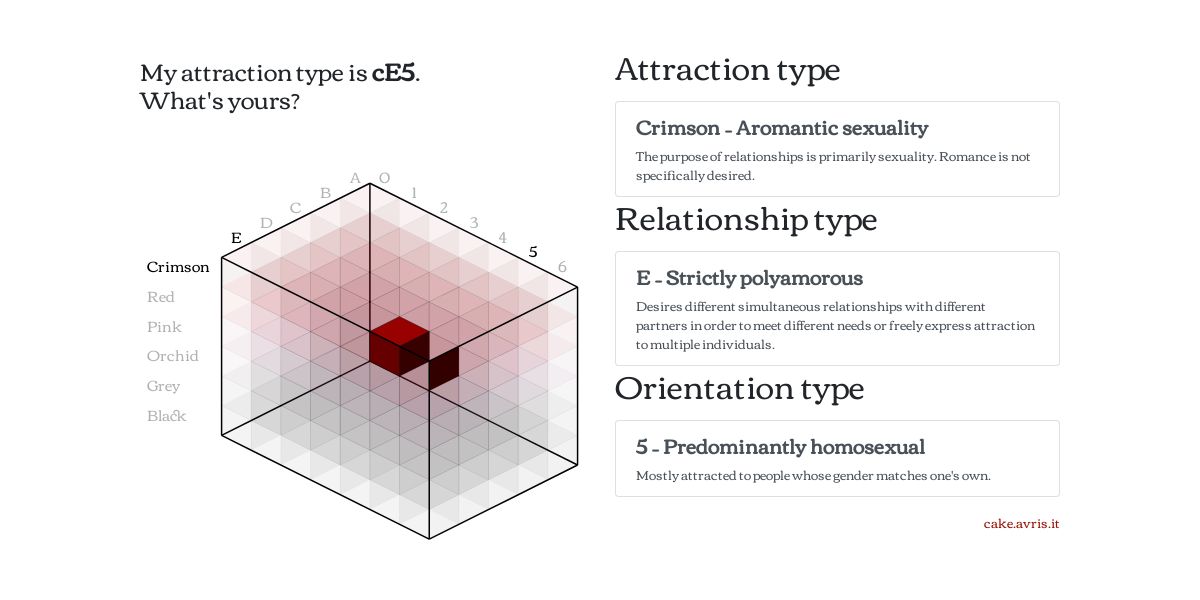 My attraction type is cE5.
What's yours?
A
B
C
D
E
0
1
2
3
4
5
6
Crimson
Red
Pink
Orchid
Grey
Black
Attraction type
Crimson - Aromantic sexuality
The purpose of relationships is primarily sexuality. Romance is not
specifically desired.
Relationship type
E - Strictly polyamorous
Desires different simultaneous relationships with different
partners in order to meet different needs or freely express attraction
to multiple individuals.
Orientation type
5 - Predominantly homosexual
Mostly attracted to people whose gender matches one's own.
cake.avris.it